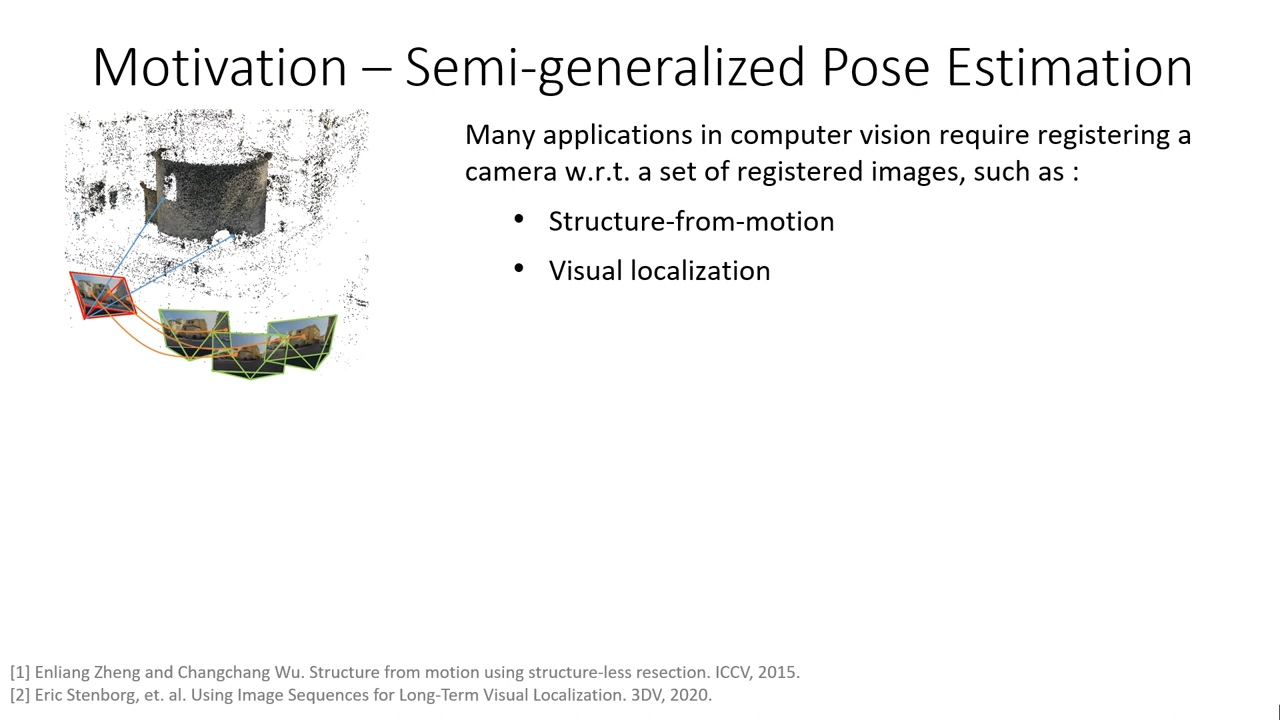 Motivation – Semi-generalized Pose Estimation
Many applications in computer vision require registering a
camera w.r.t. a set of registered images, such as :
• Structure-from-motion
• Visual localization
[1] Enliang Zheng and Changchang Wu. Structure from motion using structure-less resection. ICCV, 2015.
[2] Eric Stenborg, et. al. Using Image Sequences for Long-Term Visual Localization. 3DV, 2020.